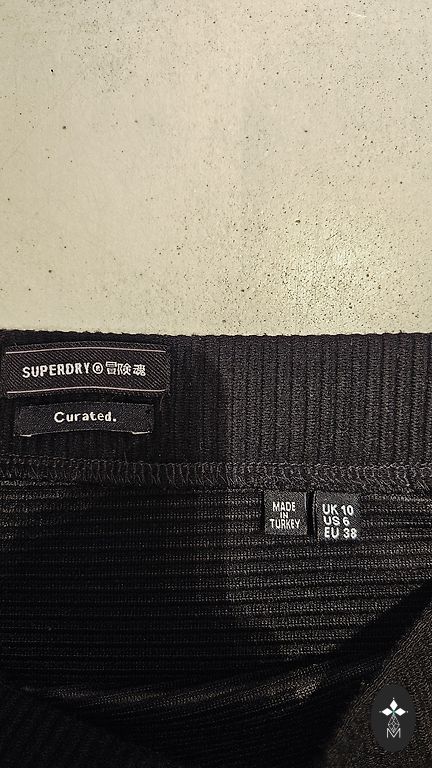 SUPERDRY®冒険魂
Curated.
MADE
IN
TURKEY
UK 10
US 6
EU 38
M